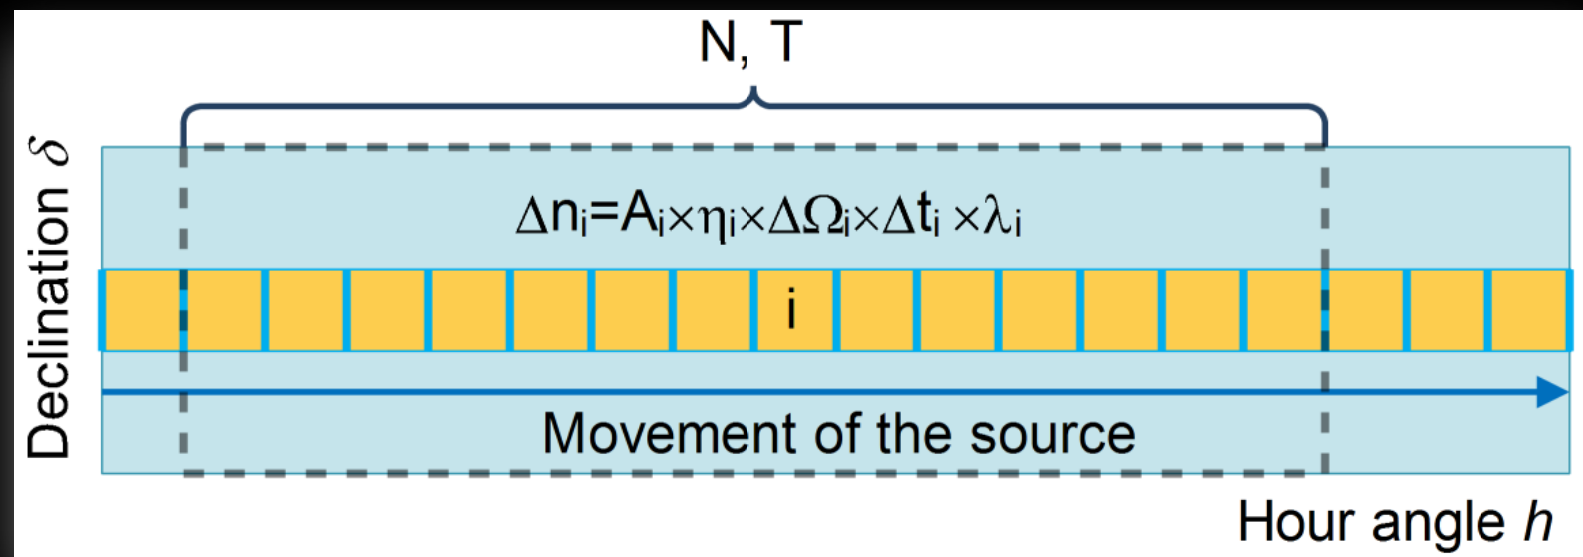 N, T
Declination δ
Δnᵢ=Aᵢ×ηᵢ×ΔΩᵢ×Δtᵢ ×λᵢ
i
Movement of the source
Hour angle h